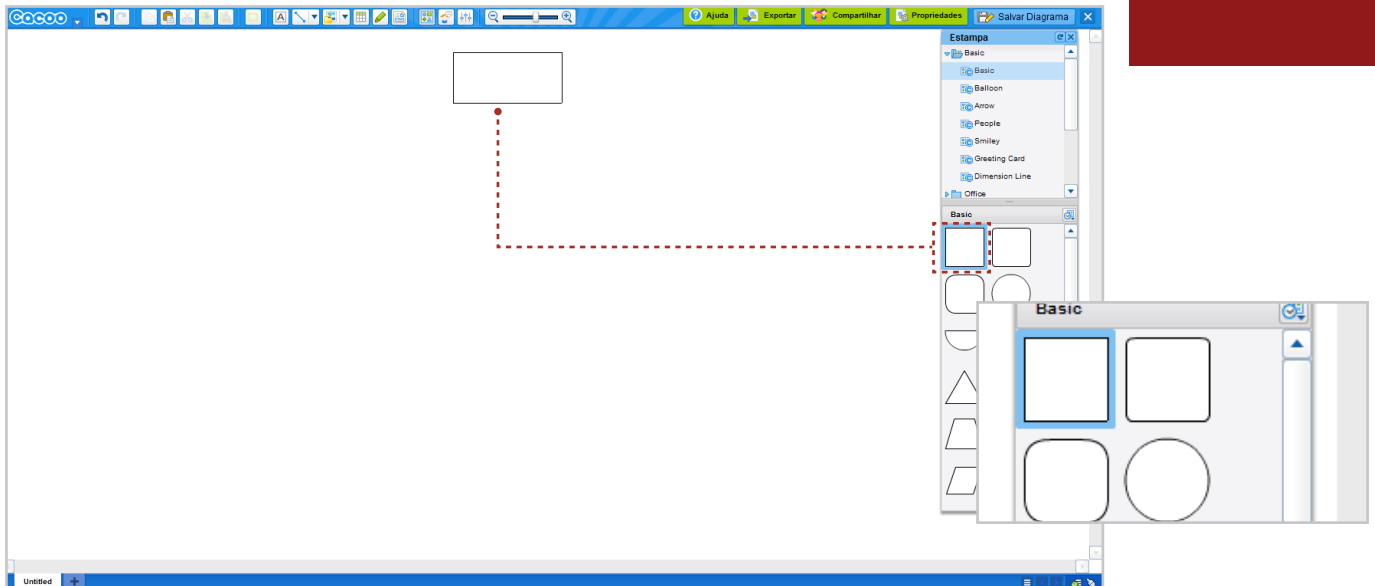 cacoo
A
Ajuda
Exportar
Compartilhar
Propriedades
Salvar Diagrama
Estampa
Basic
Basic
Balloon
Arrow
People
Smiley
Greeting Card
Dimension Line
Office
Basic
Basic
Untitled